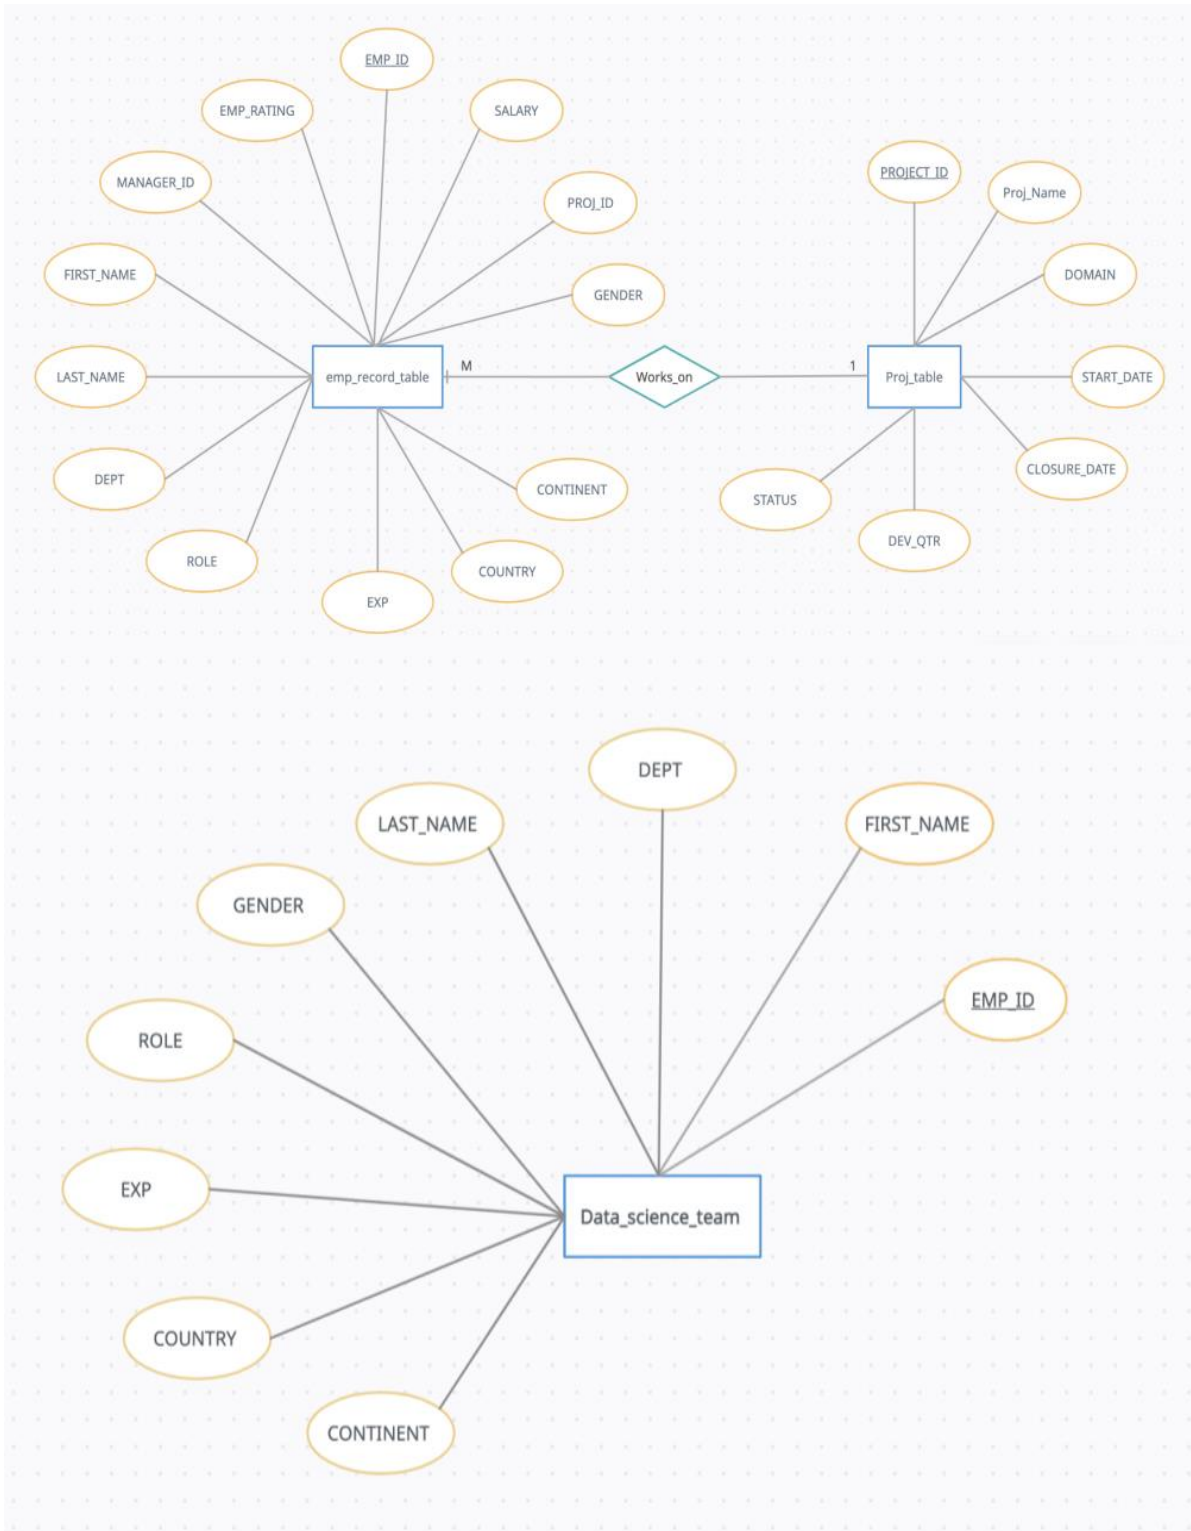 EMP_ID
EMP_RATING
SALARY
MANAGER_ID
PROJ_ID
PROJECT_ID
Proj_Name
FIRST_NAME
GENDER
DOMAIN
LAST_NAME
emp_record_table
M
Works_on
1
Proj_table
START_DATE
DEPT
CONTINENT
STATUS
CLOSURE_DATE
ROLE
COUNTRY
DEV_QTR
EXP
DEPT
LAST_NAME
FIRST_NAME
GENDER
EMP_ID
ROLE
EXP
Data_science_team
COUNTRY
CONTINENT